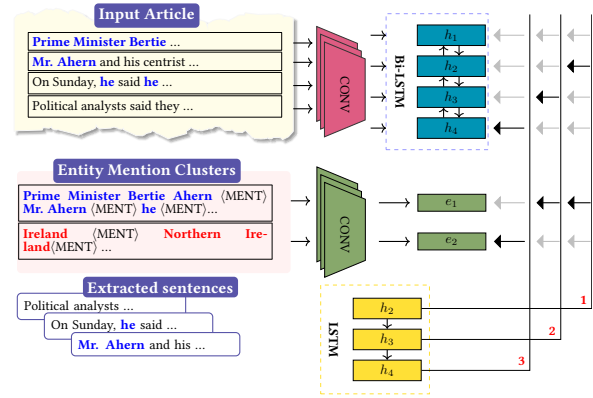 Input Article
Prime Minister Bertie ...
Mr. Ahern and his centrist ...
On Sunday, he said he ...
Political analysts said they ...
CONV
Bi-LSTM
h1
h2
h3
h4
Entity Mention Clusters
Prime Minister Bertie Ahern ⟨MENT⟩
Mr. Ahern ⟨MENT⟩ he ⟨MENT⟩...
Ireland ⟨MENT⟩ Northern Ire-
land⟨MENT⟩ ...
CONV
e1
e2
Extracted sentences
Political analysts ...
On Sunday, he said ...
Mr. Ahern and his ...
LSTM
h2
h3
h4
1
2
3